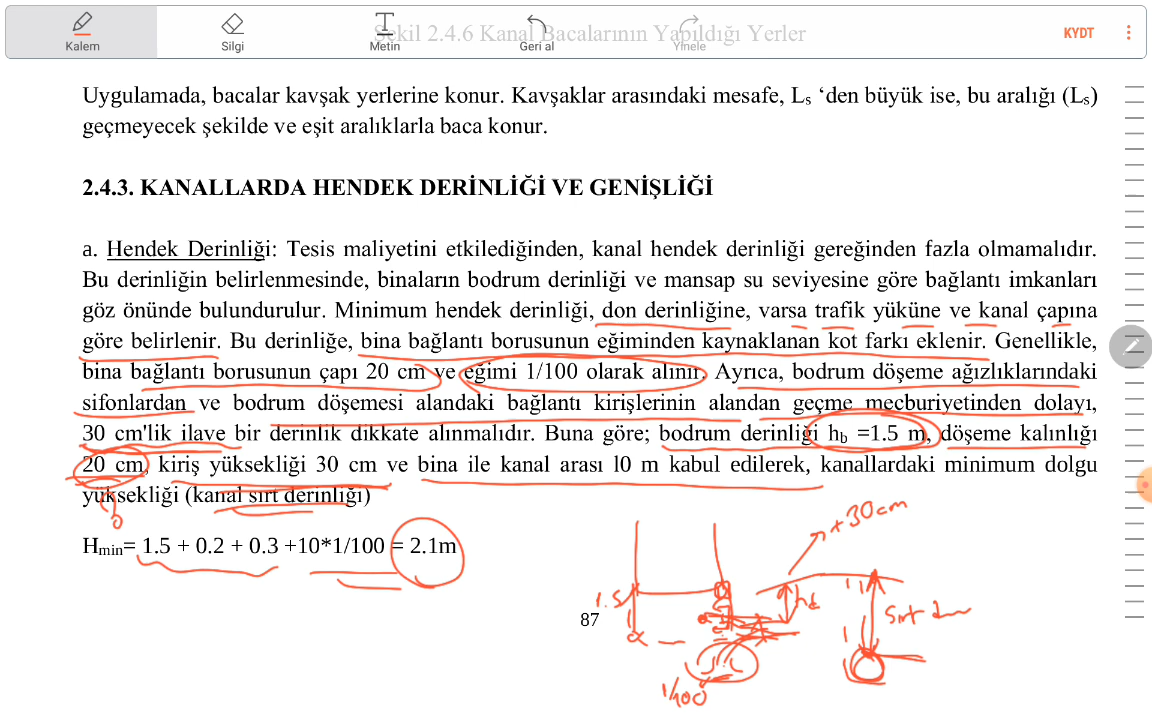 Kalem
Silgi
Metin
Geri al
Yinele
KYDT
Şekil 2.4.6 Kanal Bacalarının Yapıldığı Yerler
Uygulamada, bacalar kavşak yerlerine konur. Kavşaklar arasındaki mesafe, Ls ‘den büyük ise, bu aralığı (Ls)
geçmeyecek şekilde ve eşit aralıklarla baca konur.
2.4.3. KANALLARDA HENDEK DERİNLİĞİ VE GENİŞLİĞİ
a. Hendek Derinliği: Tesis maliyetini etkilediğinden, kanal hendek derinliği gereğinden fazla olmamalıdır.
Bu derinliğin belirlenmesinde, binaların bodrum derinliği ve mansap su seviyesine göre bağlantı imkanları
göz önünde bulundurulur. Minimum hendek derinliği, don derinliğine, varsa trafik yüküne ve kanal çapına
göre belirlenir. Bu derinliğe, bina bağlantı borusunun eğiminden kaynaklanan kot farkı eklenir. Genellikle,
bina bağlantı borusunun çapı 20 cm ve eğimi 1/100 olarak alınır. Ayrıca, bodrum döşeme ağızlıklarındaki
sifonlardan ve bodrum döşemesi alandaki bağlantı kirişlerinin alandan geçme mecburiyetinden dolayı,
30 cm'lik ilave bir derinlik dikkate alınmalıdır. Buna göre; bodrum derinliği hb =1.5 m, döşeme kalınlığı
20 cm, kiriş yüksekliği 30 cm ve bina ile kanal arası l0 m kabul edilerek, kanallardaki minimum dolgu
yüksekliği (kanal sırt derinliği)
+30cm
Hmin= 1.5 + 0.2 + 0.3 +10*1/100 = 2.1m
1.5
Sırt
87
1/100